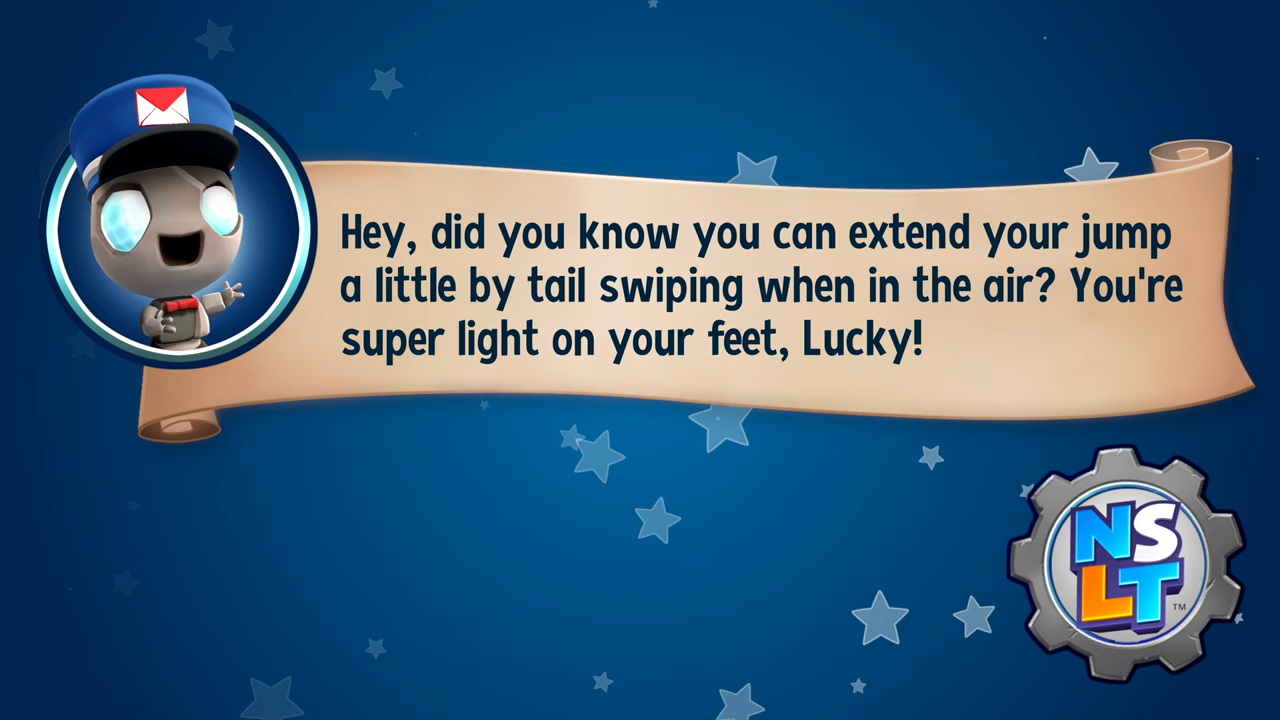 Hey, did you know you can extend your jump
a little by tail swiping when in the air? You're
super light on your feet, Lucky!
NS
LT
TM